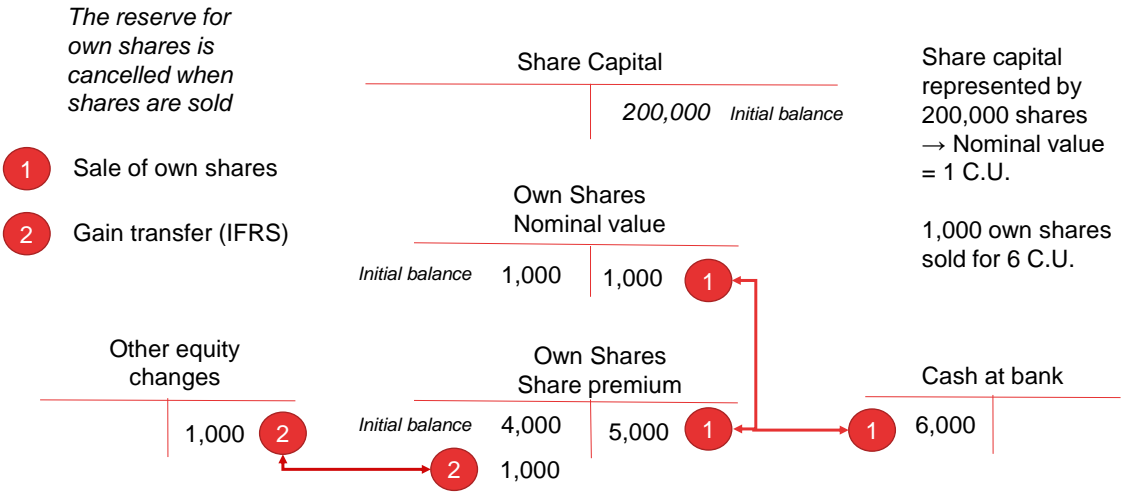 The reserve for
own shares is
cancelled when
shares are sold
1 Sale of own shares
2 Gain transfer (IFRS)
Share Capital
200,000 Initial balance
Share capital
represented by
200,000 shares
→ Nominal value
= 1 C.U.
1,000 own shares
sold for 6 C.U.
Own Shares
Nominal value
Initial balance 1,000 1,000 1
Other equity
changes
1,000 2
Own Shares
Share premium
Initial balance 4,000 5,000 1
2 1,000
Cash at bank
1 6,000